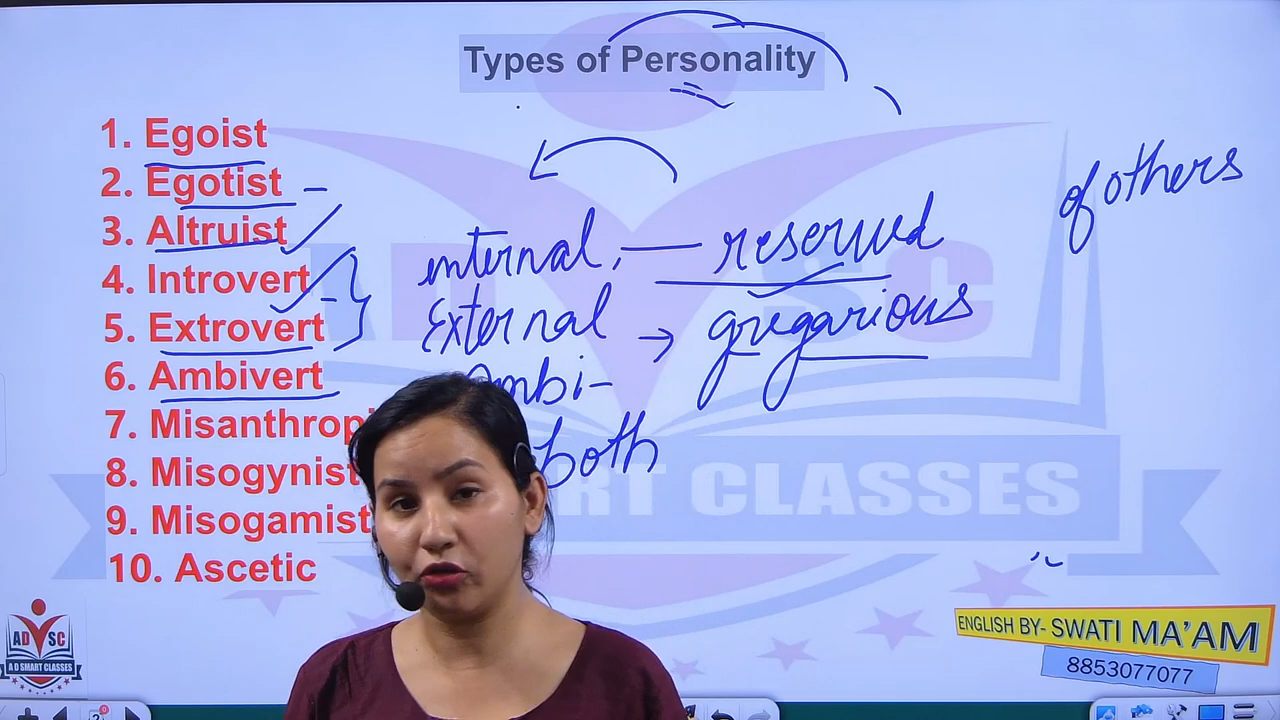 Types of Personality
1. Egoist
2. Egotist –
3. Altruist
4. Introvert
5. Extrovert
6. Ambivert
7. Misanthropi
8. Misogynist
9. Misogamist
10. Ascetic
of others
internal, — reserved
External → gregarious
Ambi-
both
ADVSC
SMART CLASSES
AD SC
A D SMART CLASSES
ENGLISH BY- SWATI MA'AM
8853077077